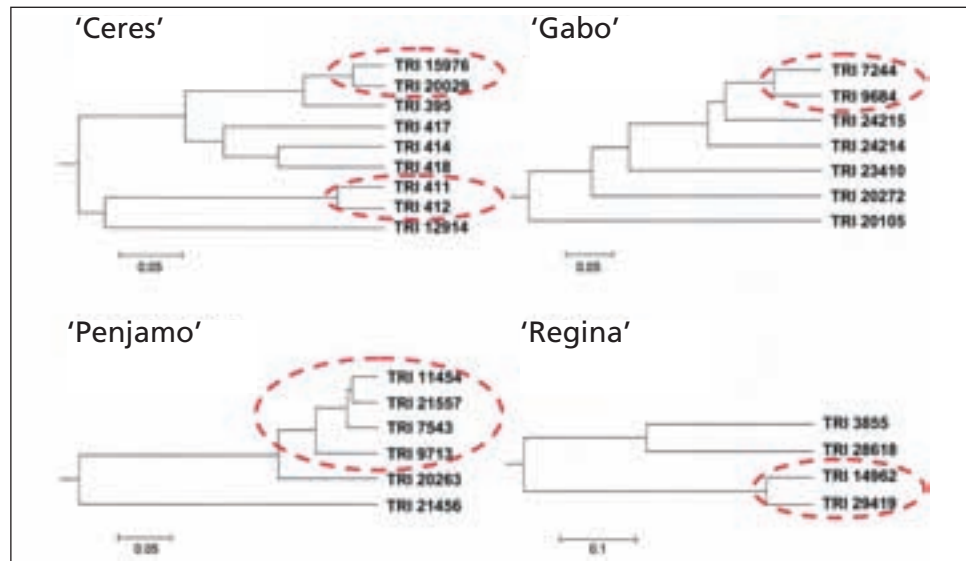 'Ceres'
TRI 15976
TRI 20029
TRI 395
TRI 417
TRI 414
TRI 418
TRI 411
TRI 412
TRI 12914
0.05
'Gabo'
TRI 7244
TRI 9684
TRI 24215
TRI 24214
TRI 23410
TRI 20272
TRI 20105
0.05
'Penjamo'
TRI 11454
TRI 21557
TRI 7543
TRI 9713
TRI 20263
TRI 21456
0.05
'Regina'
TRI 3855
TRI 28618
TRI 14962
TRI 29419
0.1